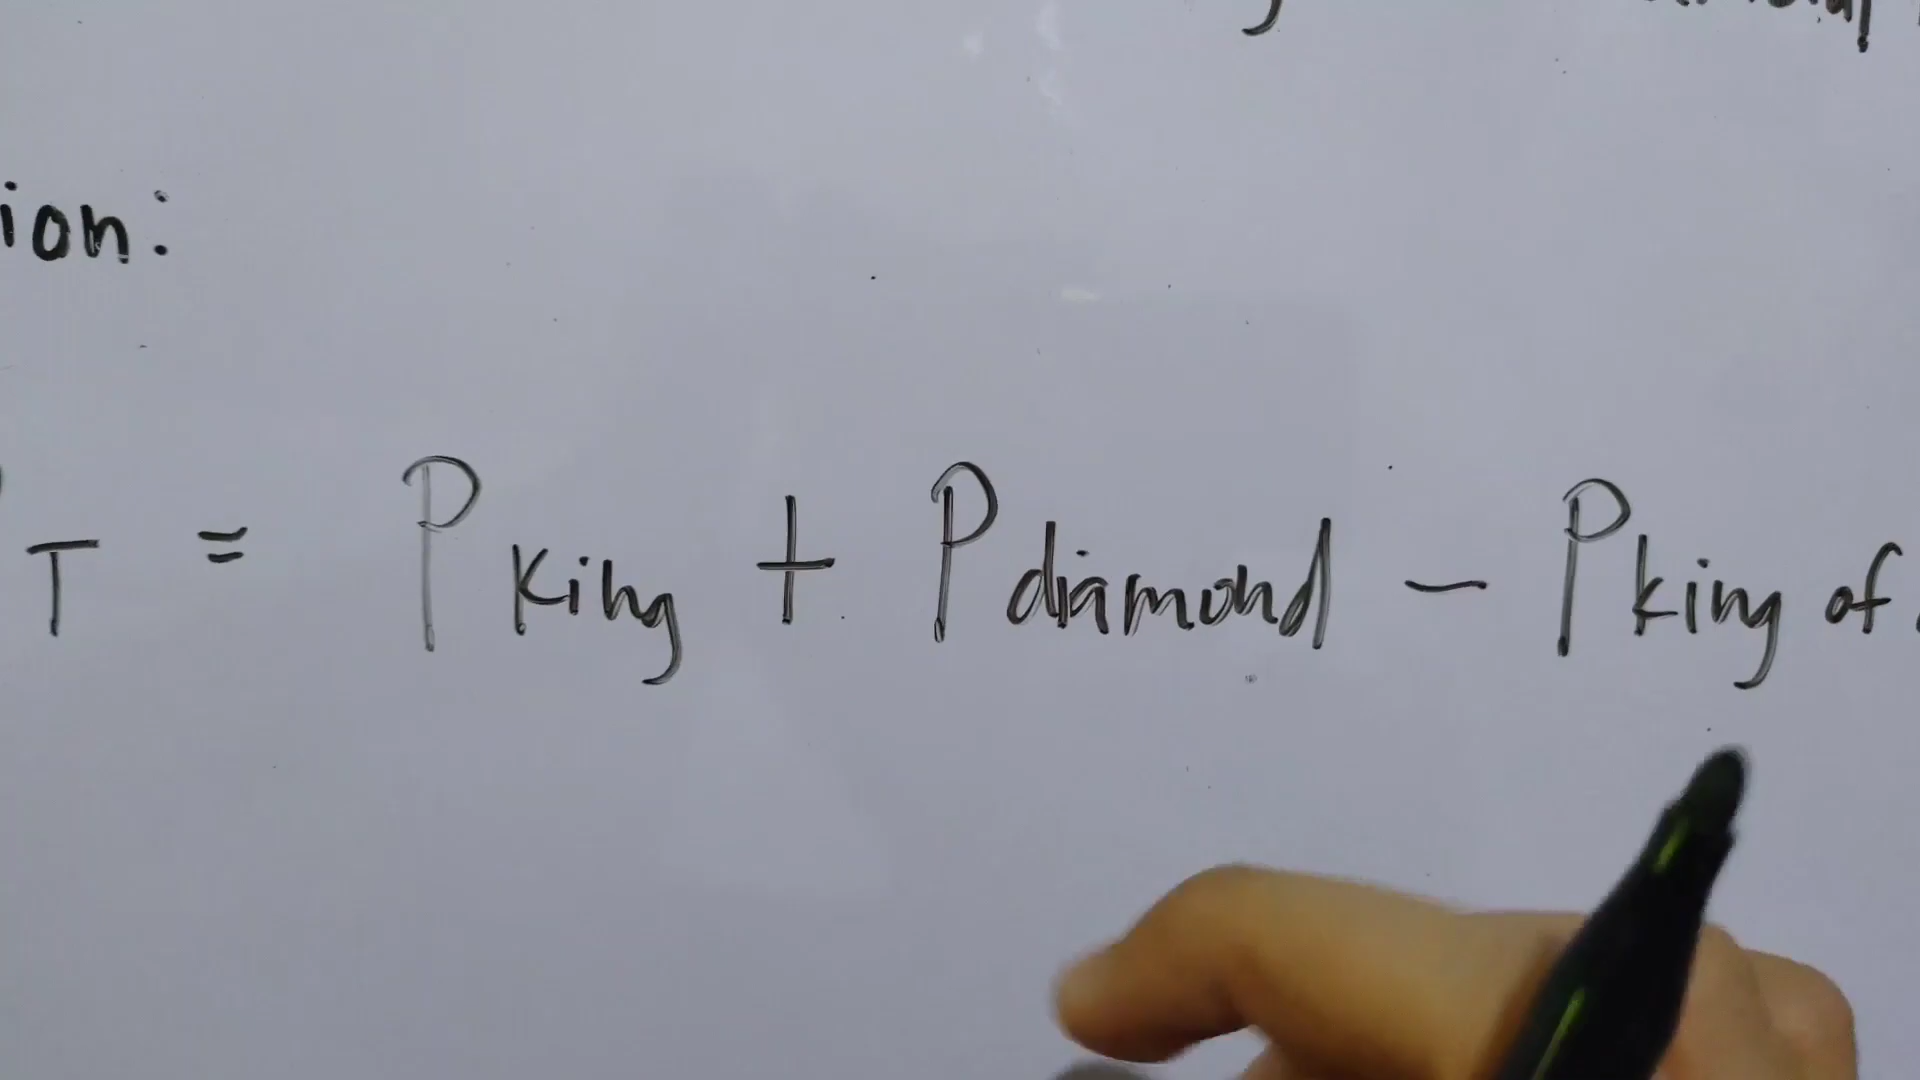 ion:
T = P King + P diamond - P king of